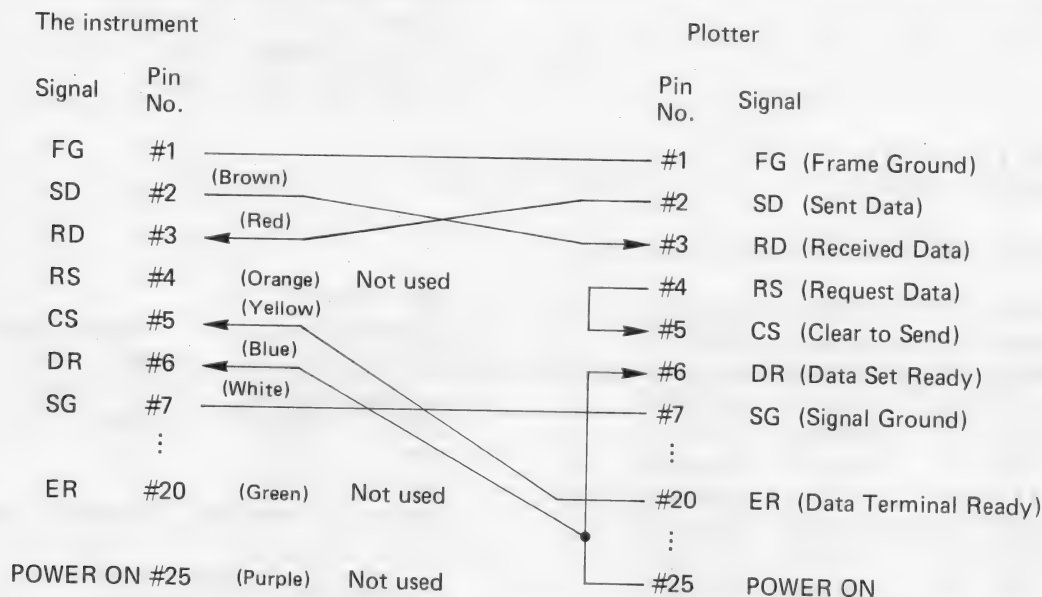 The instrument Plotter
Signal Pin No. Pin No. Signal
FG #1 #1 FG (Frame Ground)
SD #2 (Brown) #2 SD (Sent Data)
RD #3 (Red) #3 RD (Received Data)
RS #4 (Orange) Not used #4 RS (Request Data)
CS #5 (Yellow) #5 CS (Clear to Send)
DR #6 (Blue) #6 DR (Data Set Ready)
SG #7 (White) #7 SG (Signal Ground)
⋮ ⋮
ER #20 (Green) Not used #20 ER (Data Terminal Ready)
⋮
POWER ON #25 (Purple) Not used #25 POWER ON